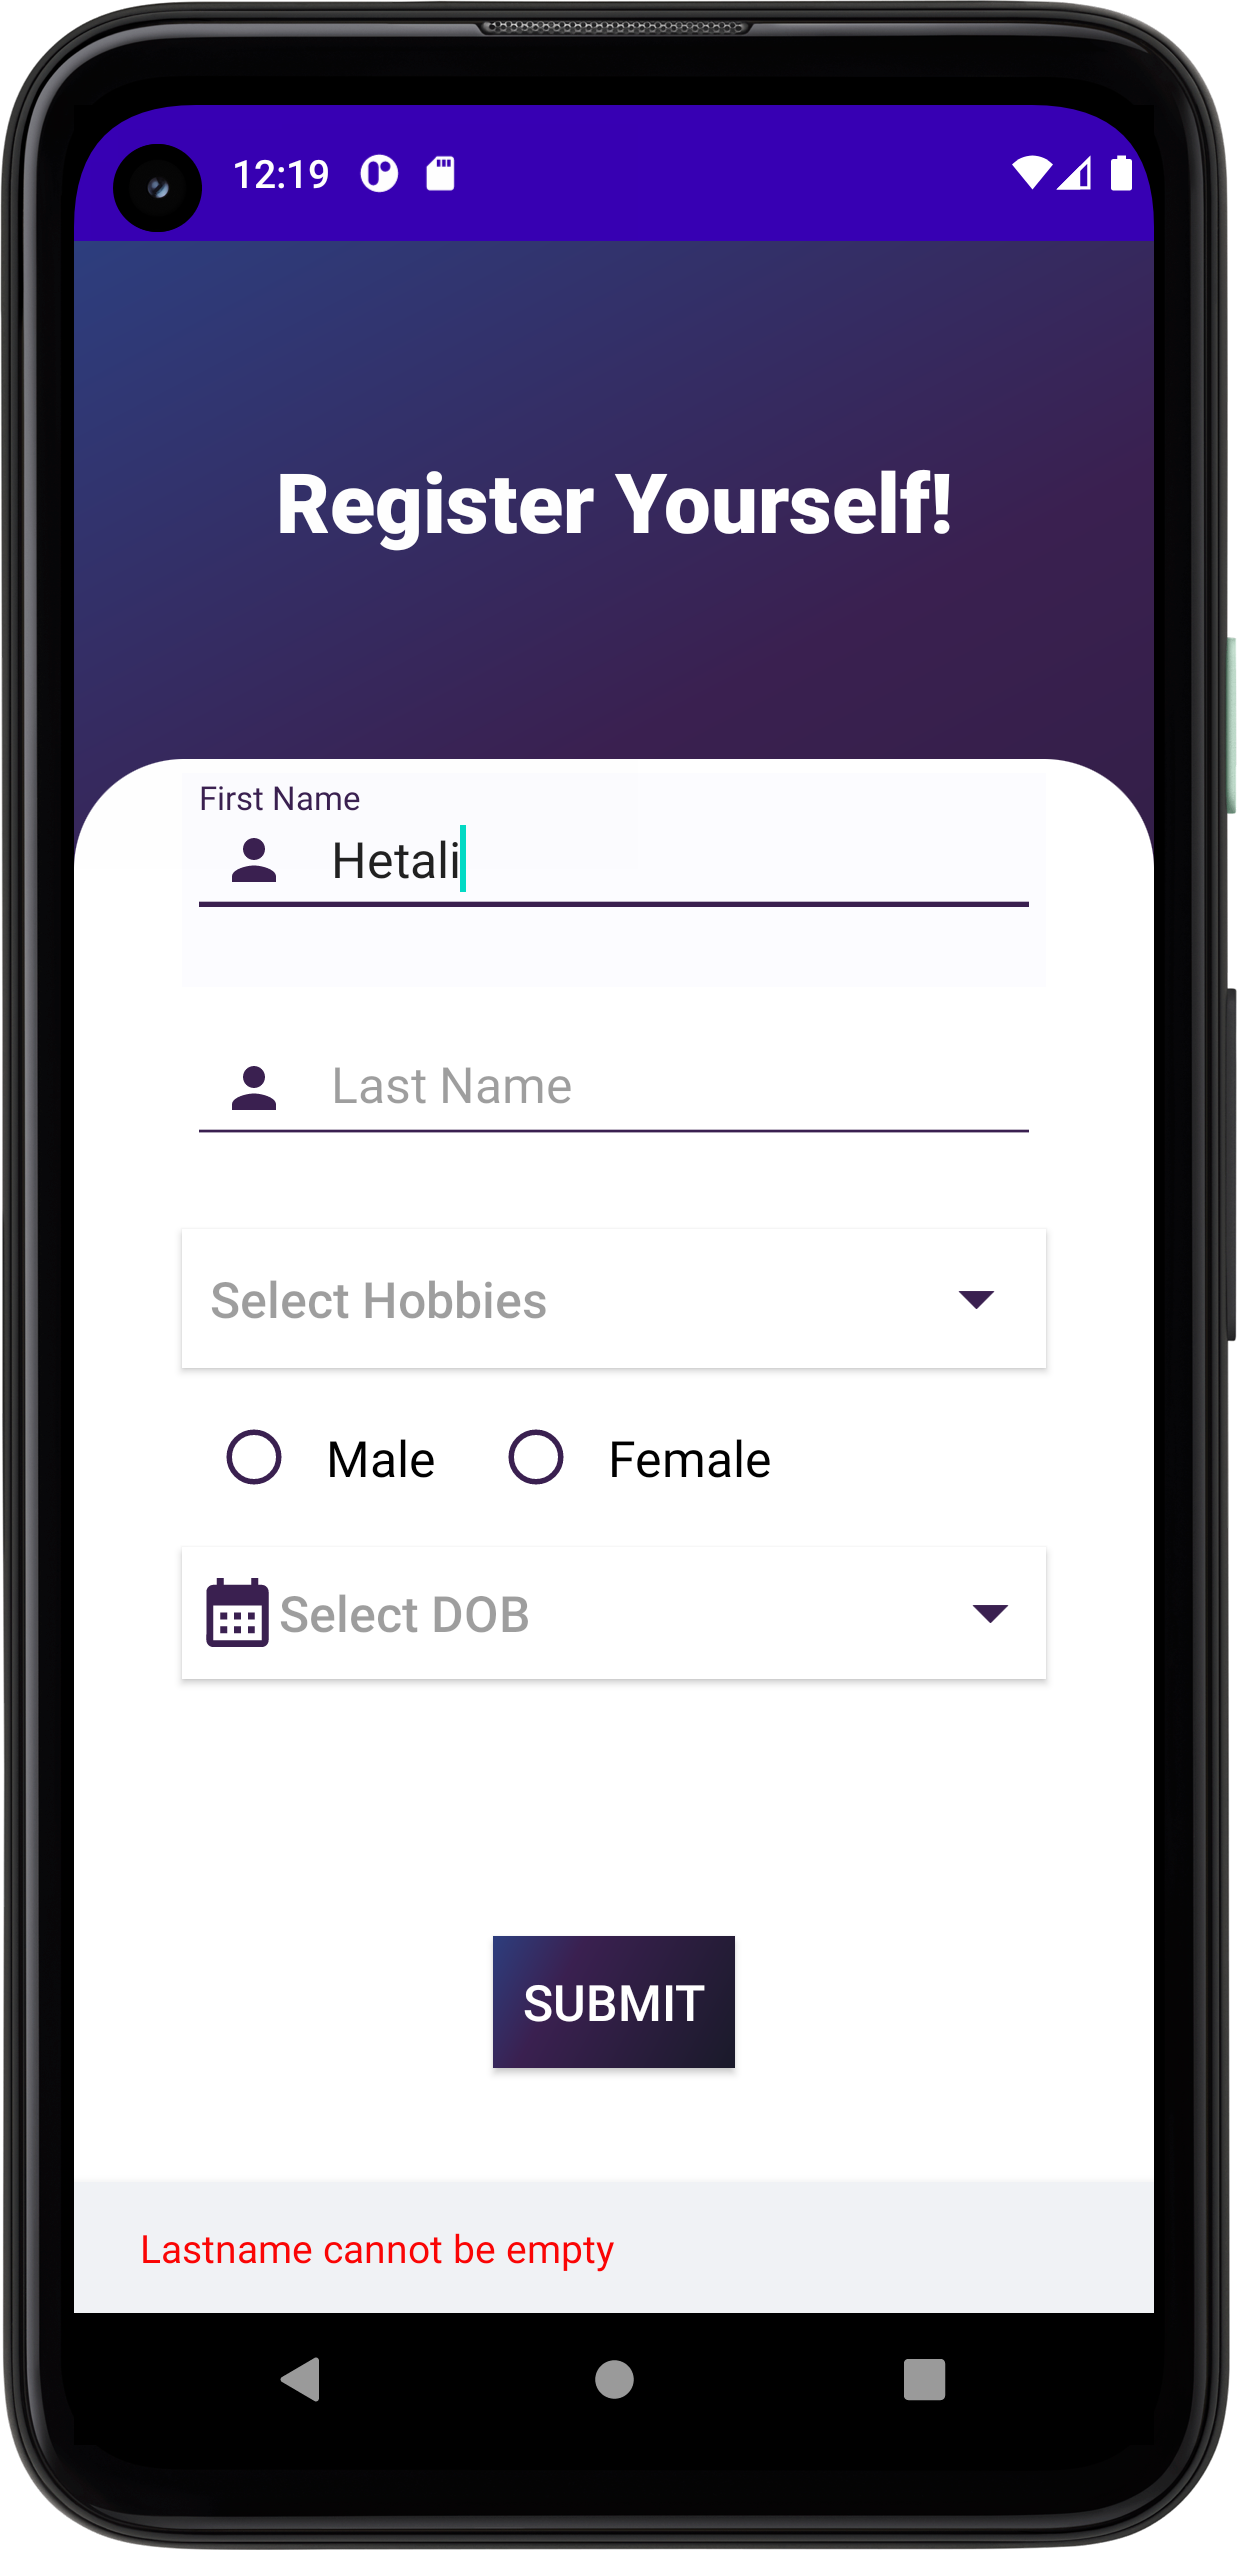 12:19
Register Yourself!
First Name
Hetali
Last Name
Select Hobbies
Male Female
Select DOB
SUBMIT
Lastname cannot be empty